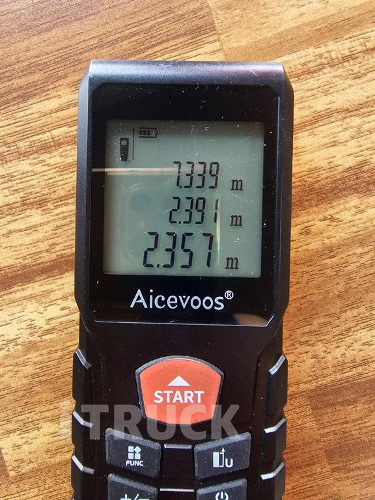 7.339 m
2.391 m
2.357 m
Aicevoos®
START
iTRUCK
FUNC
U
+/−